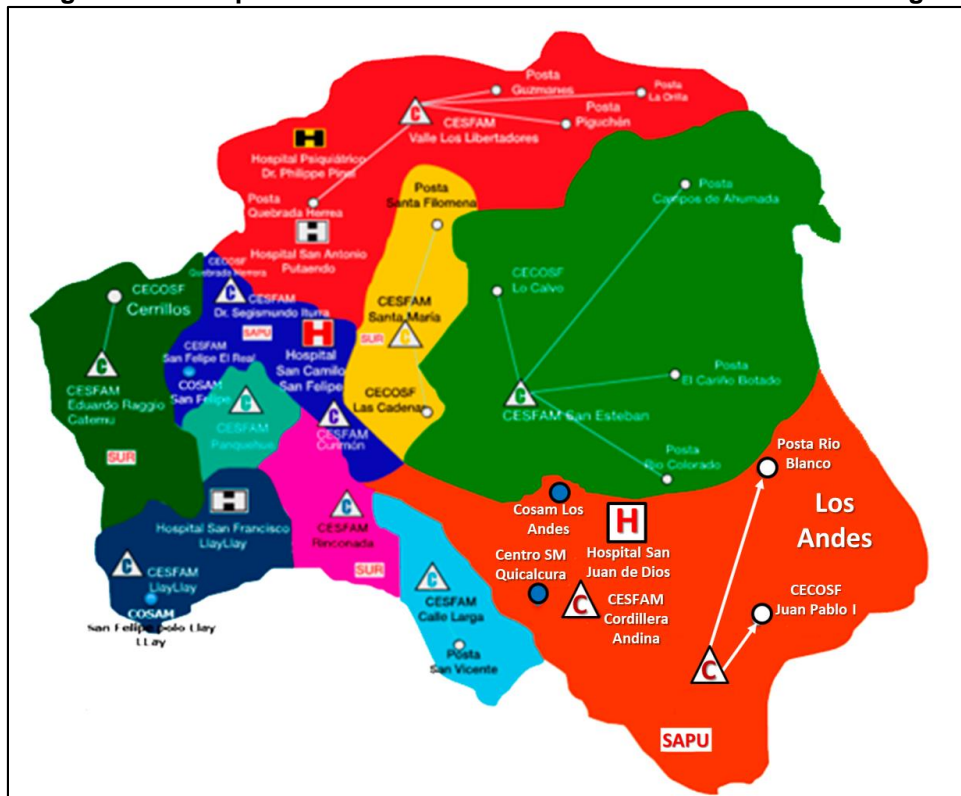 Posta
Guzmanes
Posta
La Orilla
Posta
Piguchén
C
CESFAM
Valle Los Libertadores
H
Hospital Psiquiátrico
Dr. Philippe Pinel
Posta
Quebrada Herrea
H
Hospital San Antonio
Putaendo
Posta
Santa Filomena
Posta
Campos de Ahumada
CECOSF
Quebrada Herrera
C
CESFAM
Dr. Segismundo Iturra
SAPU
CECOSF
Cerrillos
CECOSF
Lo Calvo
CESFAM
Santa María
SUR
C
CESFAM
San Felipe El Real
H
Hospital
San Camilo
San Felipe
COSAM
San Felipe
C
CESFAM
Eduardo Raggio
Catemu
C
CESFAM
Panquehue
C
CESFAM
Curimón
CECOSF
Las Cadenas
Posta
El Cariño Botado
C
CESFAM San Esteban
Posta
Rio Colorado
SUR
Posta Rio
Blanco
Los
Andes
Cosam Los
Andes
H
Hospital San
Juan de Dios
H
Hospital San Francisco
LlayLlay
C
CESFAM
Rinconada
SUR
Centro SM
Quicalcura
C
CESFAM
Cordillera
Andina
CECOSF
Juan Pablo I
C
CESFAM
LlayLlay
COSAM
San Felipe polo Llay
LLay
C
CESFAM
Calle Larga
Posta
San Vicente
C
SAPU